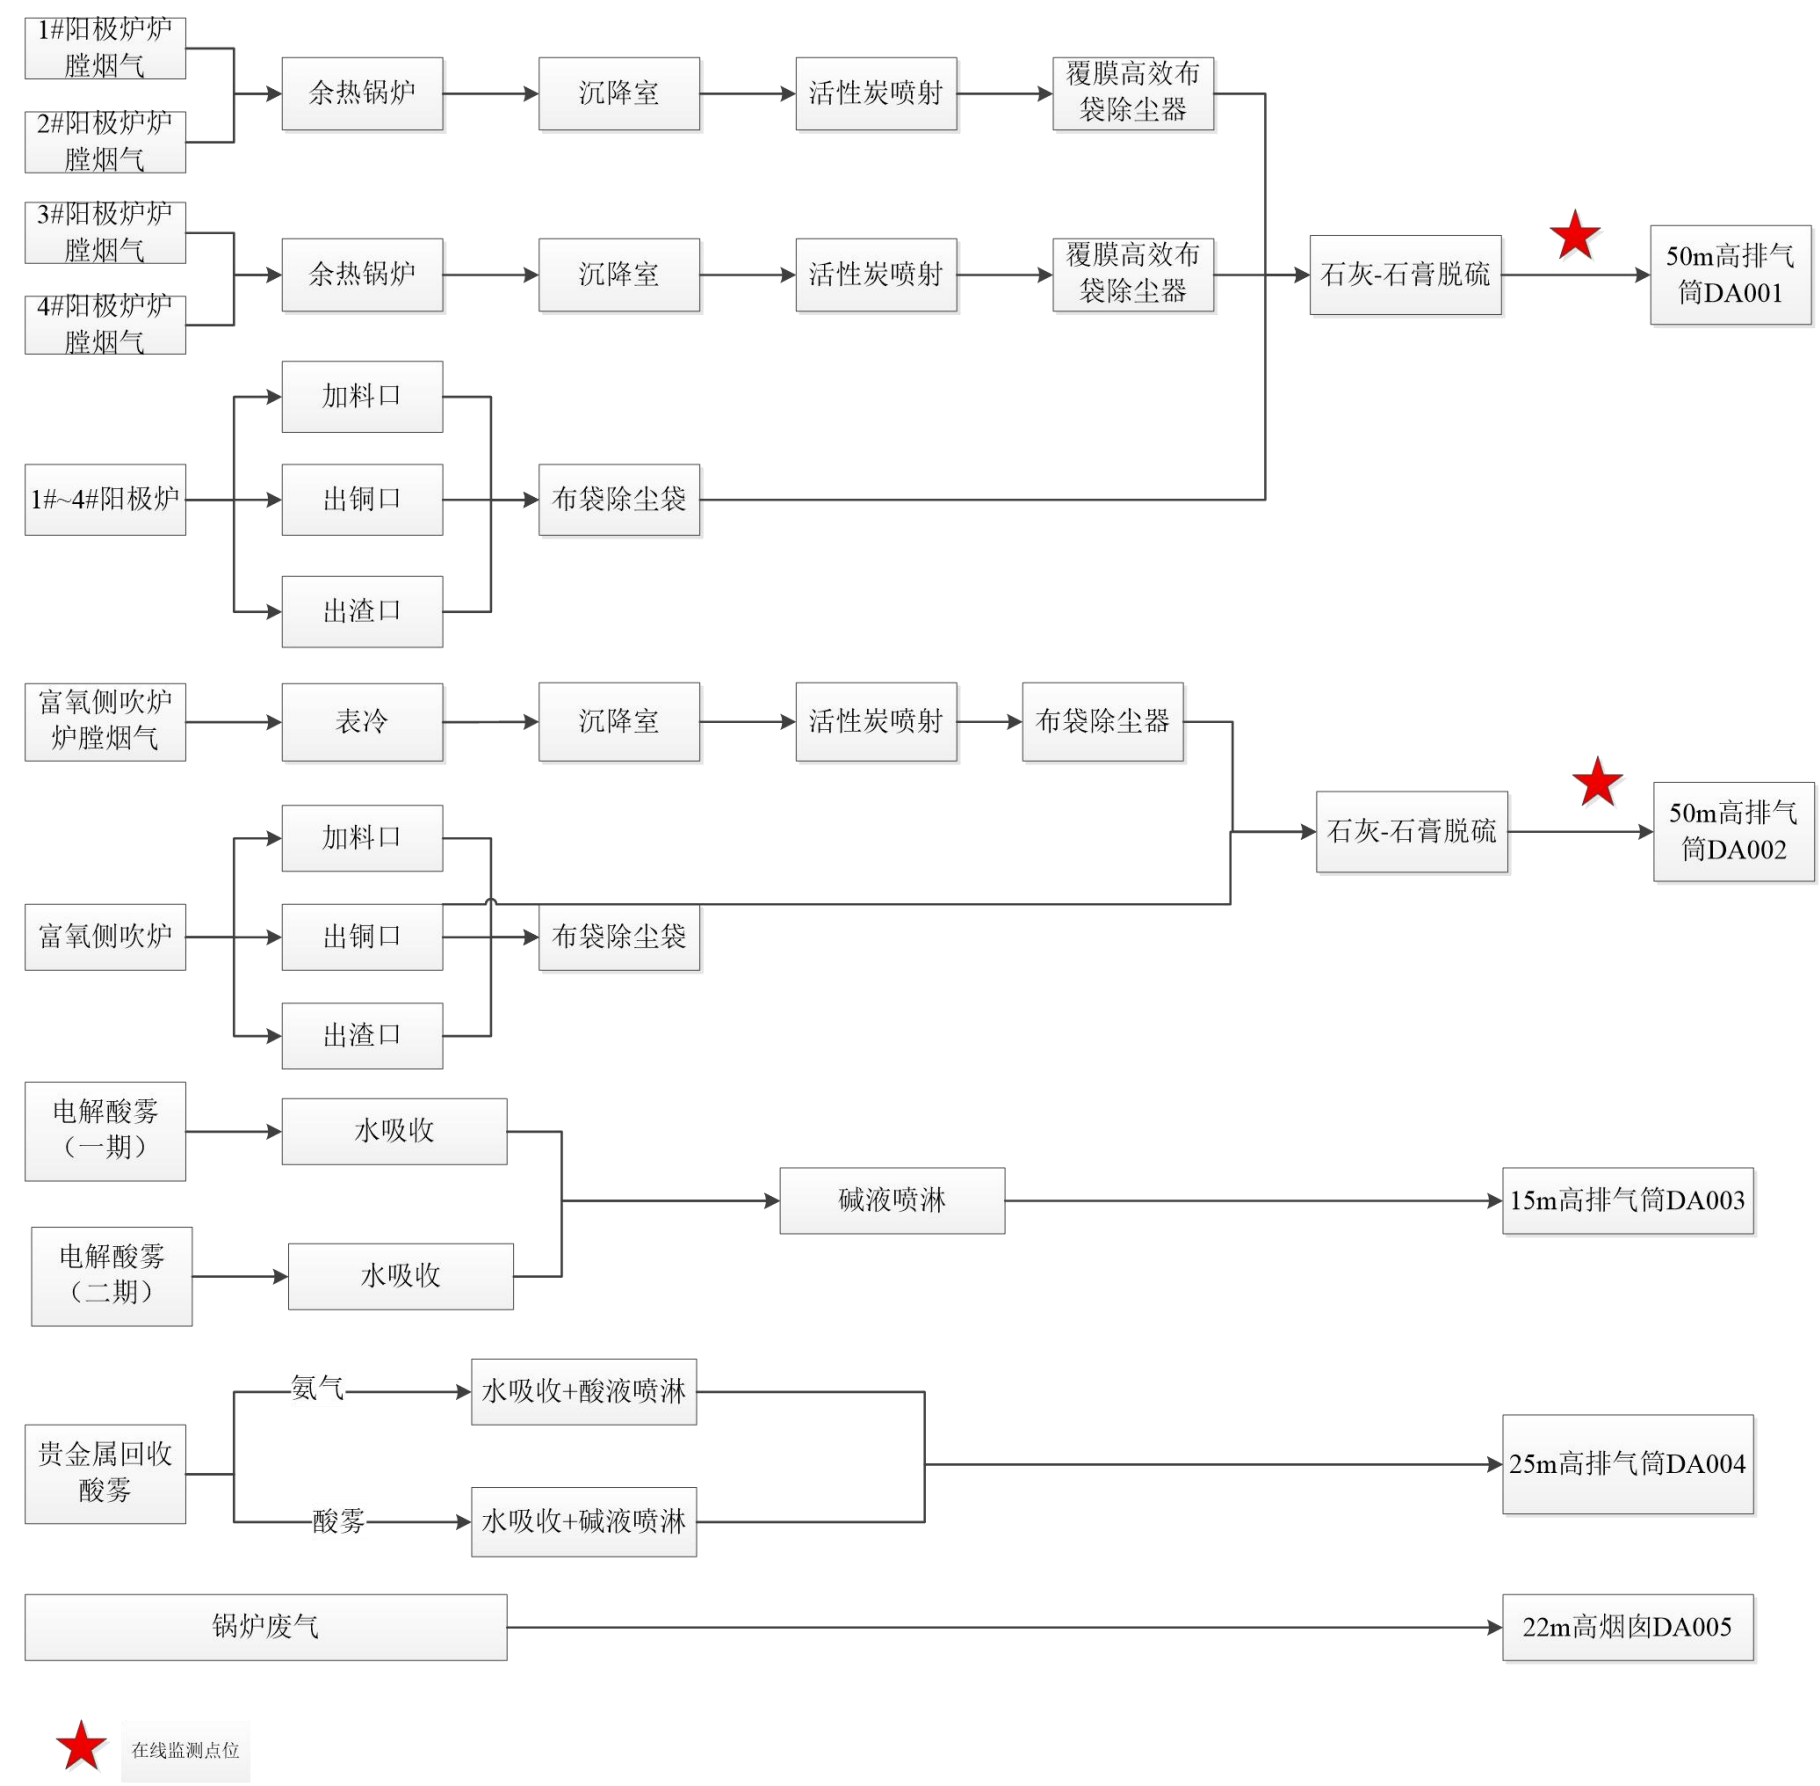 1#阳极炉炉
膛烟气
2#阳极炉炉
膛烟气
余热锅炉
沉降室
活性炭喷射
覆膜高效布
袋除尘器
3#阳极炉炉
膛烟气
4#阳极炉炉
膛烟气
余热锅炉
沉降室
活性炭喷射
覆膜高效布
袋除尘器
石灰-石膏脱硫
50m高排气
筒DA001
1#~4#阳极炉
加料口
出铜口
出渣口
布袋除尘袋
富氧侧吹炉
炉膛烟气
表冷
沉降室
活性炭喷射
布袋除尘器
石灰-石膏脱硫
50m高排气
筒DA002
富氧侧吹炉
加料口
出铜口
出渣口
布袋除尘袋
电解酸雾
（一期）
水吸收
电解酸雾
（二期）
水吸收
碱液喷淋
15m高排气筒DA003
贵金属回收
酸雾
氨气
水吸收+酸液喷淋
酸雾
水吸收+碱液喷淋
25m高排气筒DA004
锅炉废气
22m高烟囱DA005
在线监测点位